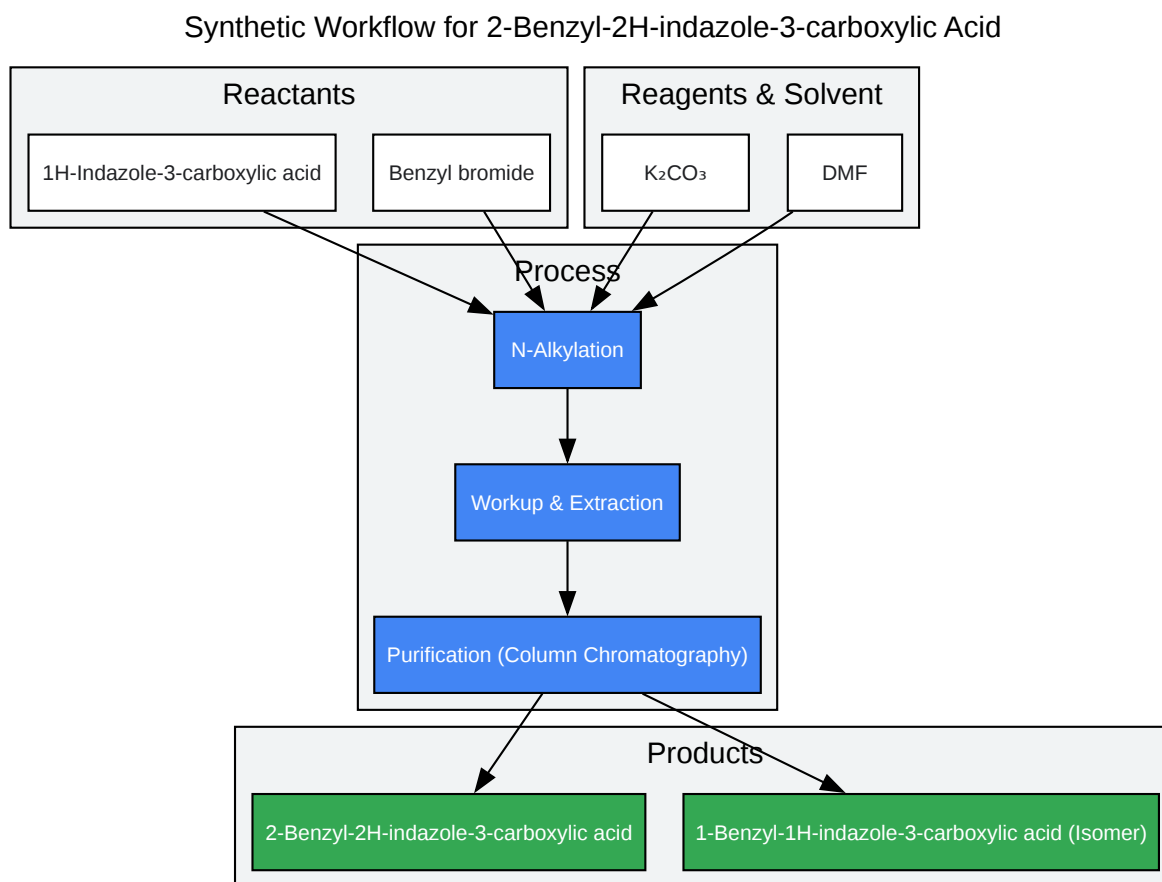 Synthetic Workflow for 2-Benzyl-2H-indazole-3-carboxylic Acid
Reactants
Reagents & Solvent
1H-Indazole-3-carboxylic acid
Benzyl bromide
K₂CO₃
DMF
Process
N-Alkylation
Workup & Extraction
Purification (Column Chromatography)
Products
2-Benzyl-2H-indazole-3-carboxylic acid
1-Benzyl-1H-indazole-3-carboxylic acid (Isomer)